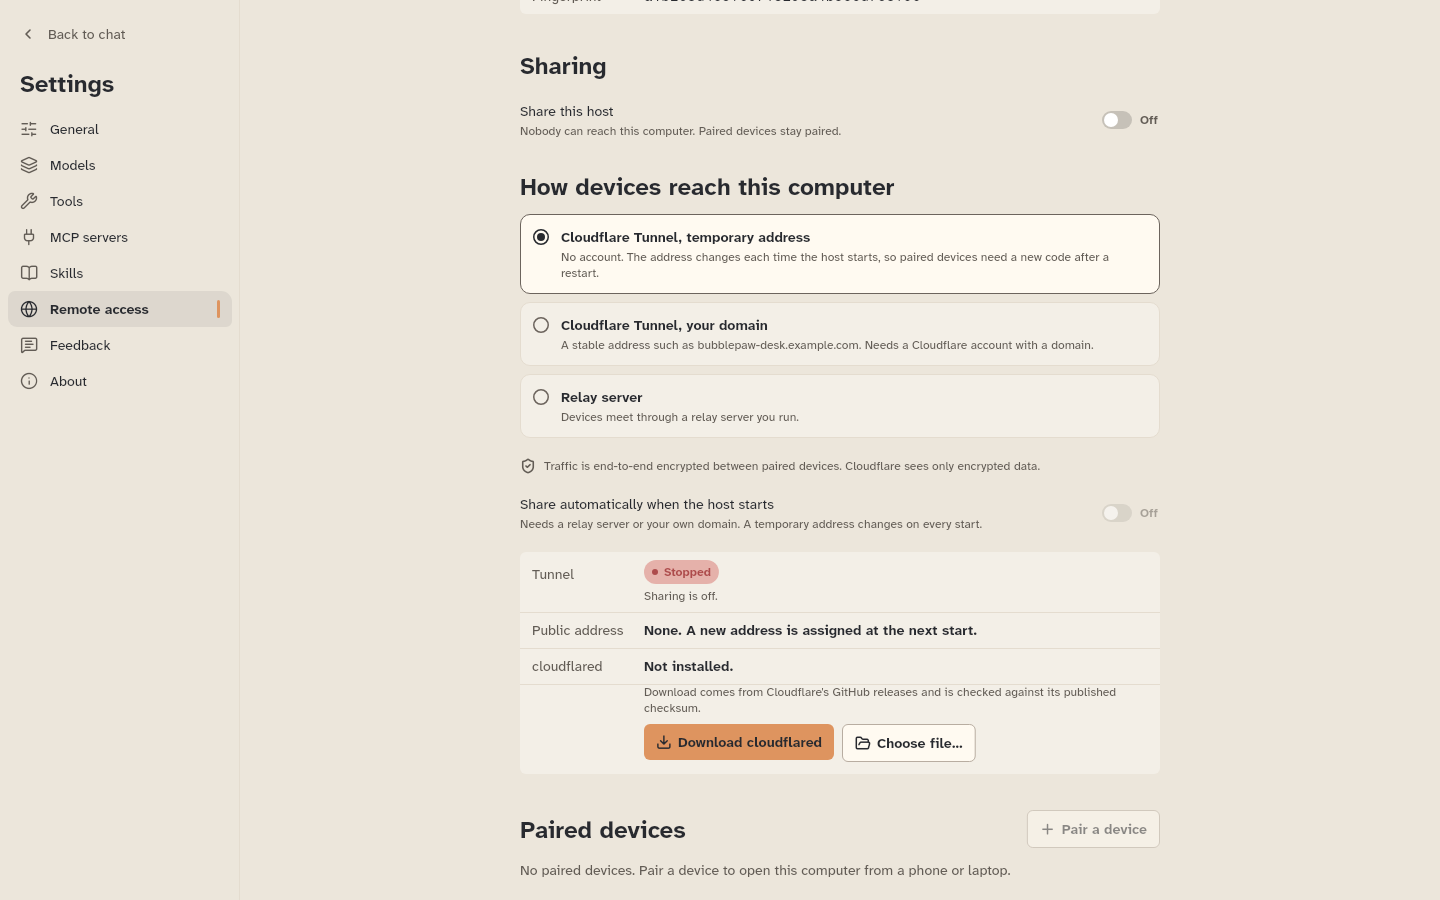 Back to chat
Settings
General
Models
Tools
MCP servers
Skills
Remote access
Feedback
About
Sharing
Share this host
Nobody can reach this computer. Paired devices stay paired.
Off
How devices reach this computer
Cloudflare Tunnel, temporary address
No account. The address changes each time the host starts, so paired devices need a new code after a
restart.
Cloudflare Tunnel, your domain
A stable address such as bubblepaw-desk.example.com. Needs a Cloudflare account with a domain.
Relay server
Devices meet through a relay server you run.
Traffic is end-to-end encrypted between paired devices. Cloudflare sees only encrypted data.
Share automatically when the host starts
Needs a relay server or your own domain. A temporary address changes on every start.
Off
Tunnel
Stopped
Sharing is off.
Public address
None. A new address is assigned at the next start.
cloudflared
Not installed.
Download comes from Cloudflare's GitHub releases and is checked against its published
checksum.
Download cloudflared
Choose file...
Paired devices
Pair a device
No paired devices. Pair a device to open this computer from a phone or laptop.